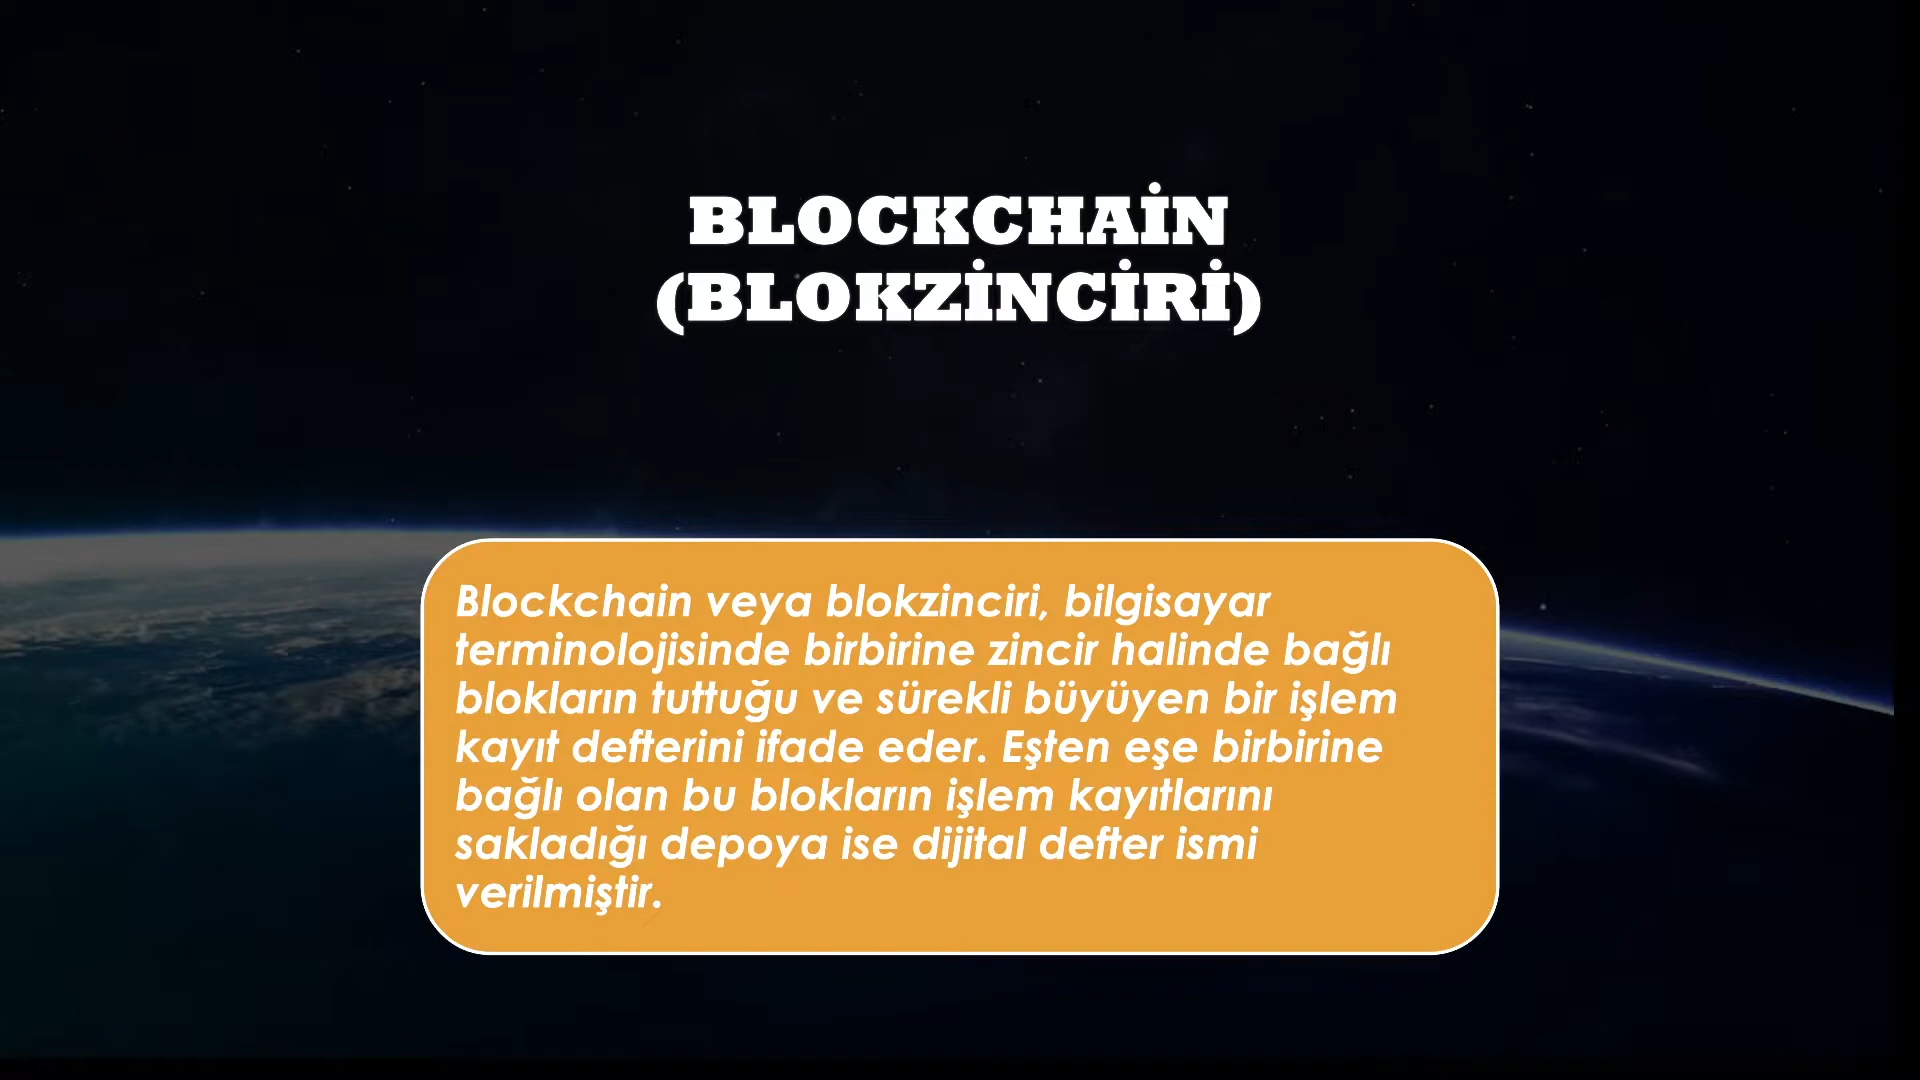 BLOCKCHAİN
(BLOKZİNCİRİ)
Blockchain veya blokzinciri, bilgisayar
terminolojisinde birbirine zincir halinde bağlı
blokların tuttuğu ve sürekli büyüyen bir işlem
kayıt defterini ifade eder. Eşten eşe birbirine
bağlı olan bu blokların işlem kayıtlarını
sakladığı depoya ise dijital defter ismi
verilmiştir.